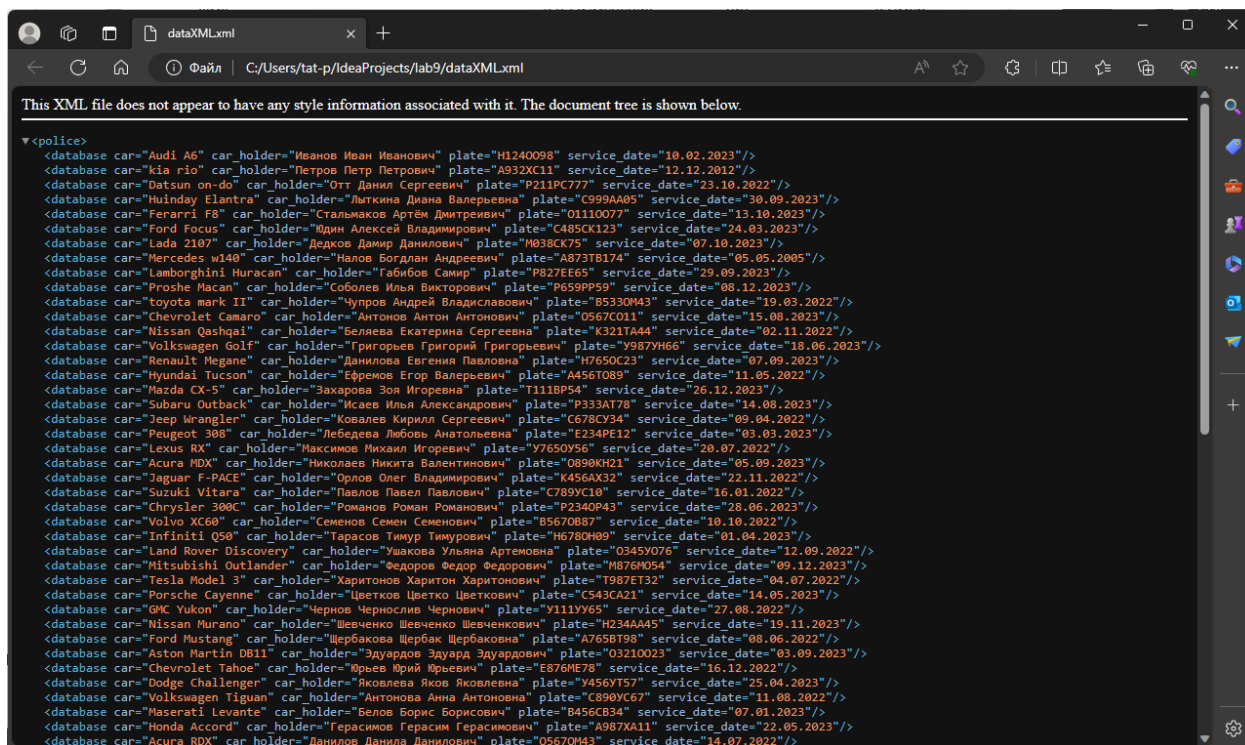 dataXML.xml
Файл | C:/Users/tat-p/IdeaProjects/lab9/dataXML.xml
This XML file does not appear to have any style information associated with it. The document tree is shown below.
▼<police>
<database car="Audi A6" car_holder="Иванов Иван Иванович" plate="Н124ОО98" service_date="10.02.2023"/>
<database car="kia rio" car_holder="Петров Петр Петрович" plate="А932ХС11" service_date="12.12.2012"/>
<database car="Datsun on-do" car_holder="Отт Данил Сергеевич" plate="Р211РС777" service_date="23.10.2022"/>
<database car="Huinday Elantra" car_holder="Лыткина Диана Валерьевна" plate="С999АА05" service_date="30.09.2023"/>
<database car="Ferarri F8" car_holder="Стальмаков Артём Дмитреивич" plate="О111ОО77" service_date="13.10.2023"/>
<database car="Ford Focus" car_holder="Юдин Алексей Владимирович" plate="С485СК123" service_date="24.03.2023"/>
<database car="Lada 2107" car_holder="Дедков Дамир Данилович" plate="М038СК75" service_date="07.10.2023"/>
<database car="Mercedes w140" car_holder="Налов Богдлан Андреевич" plate="А873ТВ174" service_date="05.05.2005"/>
<database car="Lamborghini Huracan" car_holder="Габибов Самир" plate="Р827ЕЕ65" service_date="29.09.2023"/>
<database car="Proshe Macan" car_holder="Соболев Илья Викторович" plate="Р659РР59" service_date="08.12.2023"/>
<database car="toyota mark II" car_holder="Чупров Андрей Владиславович" plate="В533ОМ43" service_date="19.03.2022"/>
<database car="Chevrolet Camaro" car_holder="Антонов Антон Антонович" plate="О567СО11" service_date="15.08.2023"/>
<database car="Nissan Qashqai" car_holder="Беляева Екатерина Сергеевна" plate="К321ТА44" service_date="02.11.2022"/>
<database car="Volkswagen Golf" car_holder="Григорьев Григорий Григорьевич" plate="У987УН66" service_date="18.06.2023"/>
<database car="Renault Megane" car_holder="Данилова Евгения Павловна" plate="Н765ОС23" service_date="07.09.2023"/>
<database car="Hyundai Tucson" car_holder="Ефремов Егор Валерьевич" plate="А456ТО89" service_date="11.05.2022"/>
<database car="Mazda CX-5" car_holder="Захарова Зоя Игоревна" plate="Т111ВР54" service_date="26.12.2023"/>
<database car="Subaru Outback" car_holder="Исаев Илья Александрович" plate="Р333АТ78" service_date="14.08.2023"/>
<database car="Jeep Wrangler" car_holder="Ковалев Кирилл Сергеевич" plate="С678СУ34" service_date="09.04.2022"/>
<database car="Peugeot 308" car_holder="Лебедева Любовь Анатольевна" plate="Е234РЕ12" service_date="03.03.2023"/>
<database car="Lexus RX" car_holder="Максимов Михаил Игоревич" plate="У765ОУ56" service_date="20.07.2022"/>
<database car="Acura MDX" car_holder="Николаев Никита Валентинович" plate="О890КН21" service_date="05.09.2023"/>
<database car="Jaguar F-PACE" car_holder="Орлов Олег Владимирович" plate="К456АХ32" service_date="22.11.2022"/>
<database car="Suzuki Vitara" car_holder="Павлов Павел Павлович" plate="С789УС10" service_date="16.01.2022"/>
<database car="Chrysler 300C" car_holder="Романов Роман Романович" plate="Р234ОР43" service_date="28.06.2023"/>
<database car="Volvo XC60" car_holder="Семенов Семен Семенович" plate="В567ОВ87" service_date="10.10.2022"/>
<database car="Infiniti Q50" car_holder="Тарасов Тимур Тимурович" plate="Н678ОН09" service_date="01.04.2023"/>
<database car="Land Rover Discovery" car_holder="Ушакова Ульяна Артемовна" plate="О345УО76" service_date="12.09.2022"/>
<database car="Mitsubishi Outlander" car_holder="Федоров Федор Федорович" plate="М876МО54" service_date="09.12.2023"/>
<database car="Tesla Model 3" car_holder="Харитонов Харитон Харитонович" plate="Т987ЕТ32" service_date="04.07.2022"/>
<database car="Porsche Cayenne" car_holder="Цветков Цветко Цветкович" plate="С543СА21" service_date="14.05.2023"/>
<database car="GMC Yukon" car_holder="Чернов Чернослив Чернович" plate="У111УУ65" service_date="27.08.2022"/>
<database car="Nissan Murano" car_holder="Шевченко Шевченко Шевченкович" plate="Н234АА45" service_date="19.11.2023"/>
<database car="Ford Mustang" car_holder="Щербакова Щербак Щербаковна" plate="А765ВТ98" service_date="08.06.2022"/>
<database car="Aston Martin DB11" car_holder="Эдуардов Эдуард Эдуардович" plate="О321ОО23" service_date="03.09.2023"/>
<database car="Chevrolet Tahoe" car_holder="Юрьев Юрий Юрьевич" plate="Е876МЕ78" service_date="16.12.2022"/>
<database car="Dodge Challenger" car_holder="Яковлева Яков Яковлевна" plate="У456УТ57" service_date="25.04.2023"/>
<database car="Volkswagen Tiguan" car_holder="Антонова Анна Антоновна" plate="С890УС67" service_date="11.08.2022"/>
<database car="Maserati Levante" car_holder="Белов Борис Борисович" plate="В456СВ34" service_date="07.01.2023"/>
<database car="Honda Accord" car_holder="Герасимов Герасим Герасимович" plate="А987ХА11" service_date="22.05.2023"/>
<database car="Acura RDX" car_holder="Данилов Данила Данилович" plate="О567ОМ43" service_date="14.07.2022"/>